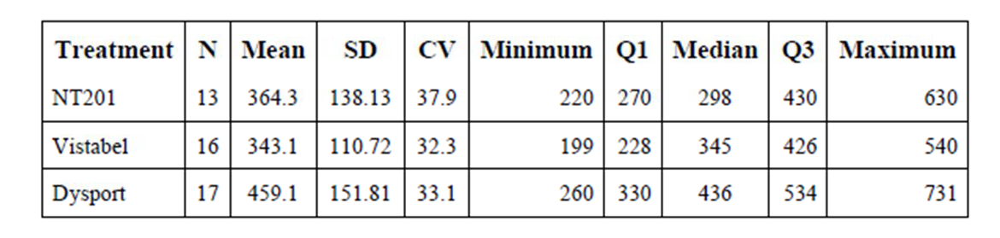 Treatment N Mean SD CV Minimum Q1 Median Q3 Maximum
NT201 13 364.3 138.13 37.9 220 270 298 430 630
Vistabel 16 343.1 110.72 32.3 199 228 345 426 540
Dysport 17 459.1 151.81 33.1 260 330 436 534 731